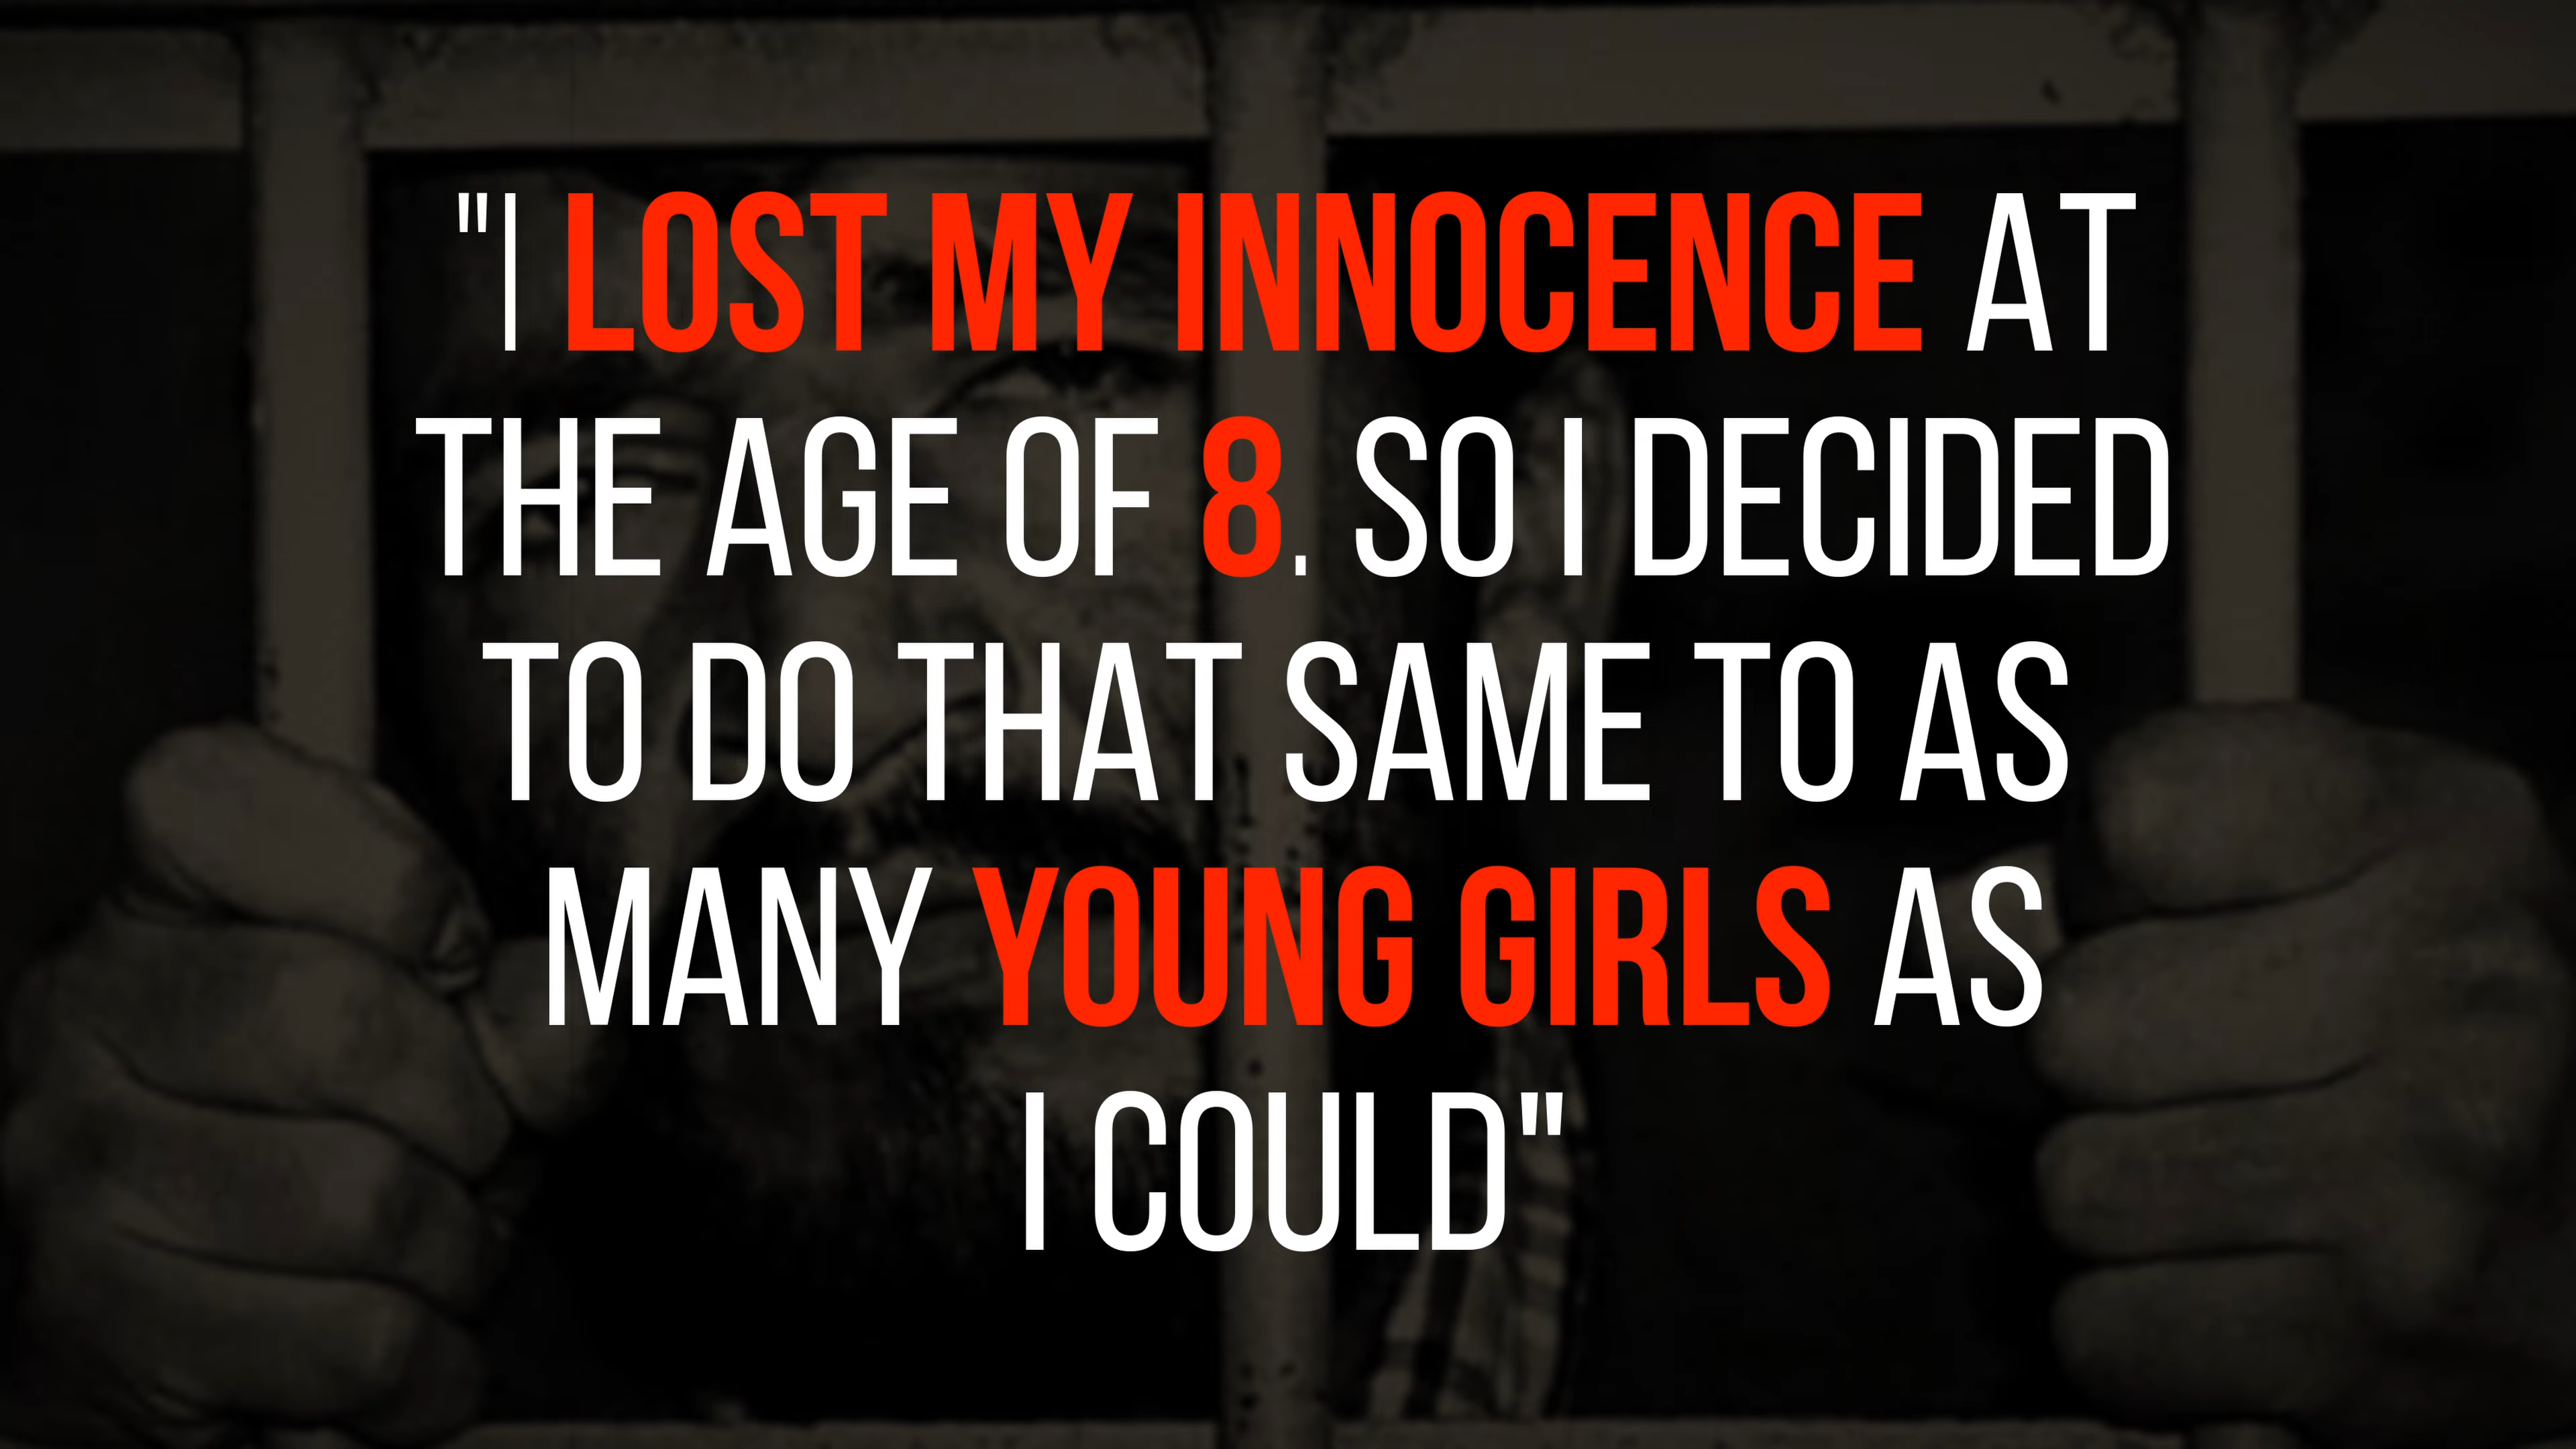 "I LOST MY INNOCENCE AT
THE AGE OF 8. SO I DECIDED
TO DO THAT SAME TO AS
MANY YOUNG GIRLS AS
I COULD"